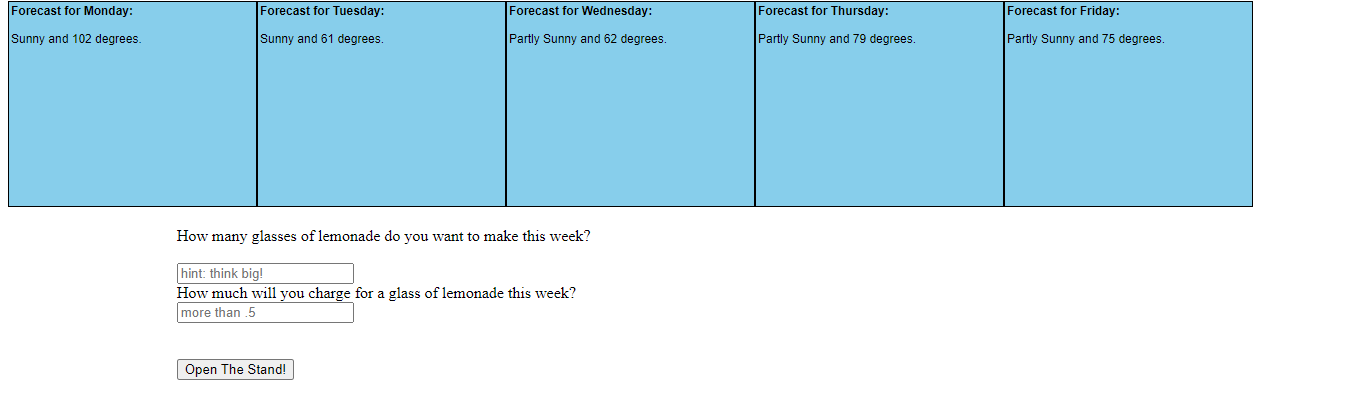 Forecast for Monday:
Sunny and 102 degrees.
Forecast for Tuesday:
Sunny and 61 degrees.
Forecast for Wednesday:
Partly Sunny and 62 degrees.
Forecast for Thursday:
Partly Sunny and 79 degrees.
Forecast for Friday:
Partly Sunny and 75 degrees.
How many glasses of lemonade do you want to make this week?
hint: think big!
How much will you charge for a glass of lemonade this week?
more than .5
Open The Stand!